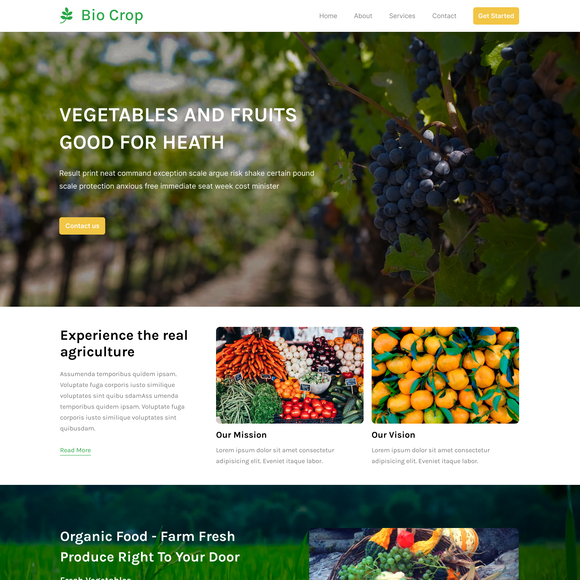 Bio Crop
Home About Services Contact Get Started
VEGETABLES AND FRUITS
GOOD FOR HEATH
Result print neat command exception scale argue risk shake certain pound
scale protection anxious free immediate seat week cost minister
Contact us
Experience the real
agriculture
Assumenda temporibus quidem ipsam.
Voluptate fuga corporis iusto similique
voluptates sint quibu sdamAss umenda
temporibus quidem ipsam. Voluptate fuga
corporis iusto similique voluptates sint
quibusdam.
Read More
Our Mission
Lorem ipsum dolor sit amet consectetur
adipisicing elit. Eveniet itaque labor.
Our Vision
Lorem ipsum dolor sit amet consectetur
adipisicing elit. Eveniet itaque labor.
Organic Food - Farm Fresh
Produce Right To Your Door
Fresh Vegetables